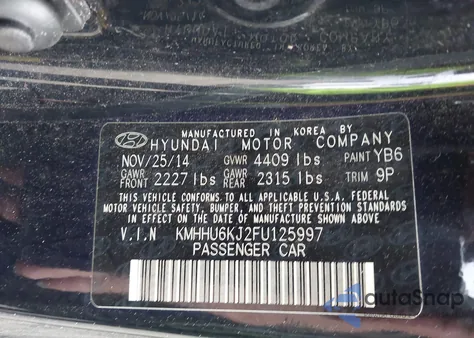 MANUFACTURED IN KOREA BY
HYUNDAI MOTOR COMPANY
NOV/25/14 GVWR 4409 lbs PAINT YB6
GAWR FRONT 2227 lbs GAWR REAR 2315 lbs TRIM 9P
THIS VEHICLE CONFORMS TO ALL APPLICABLE U.S.A. FEDERAL
MOTOR VEHICLE SAFETY, BUMPER, AND THEFT PREVENTION STANDARDS
IN EFFECT ON THE DATE OF MANUFACTURE SHOWN ABOVE.
V.I.N KMHHU6KJ2FU125997
PASSENGER CAR
autoSnap